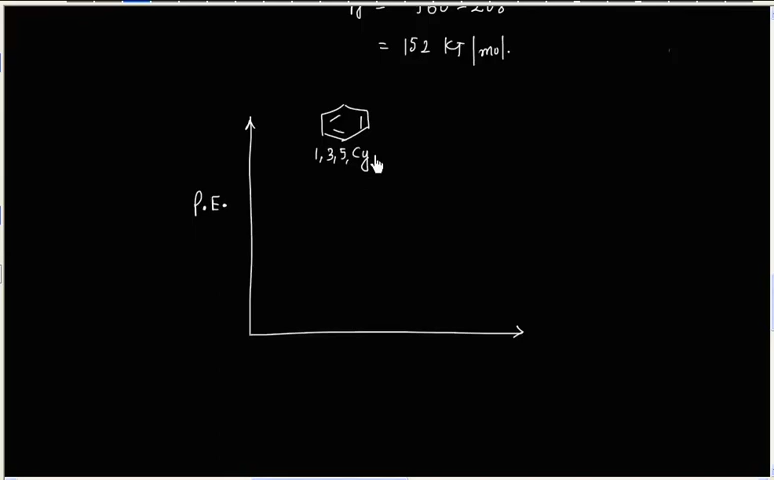 = 152 KJ/mol.
1,3,5, Cy
P.E.